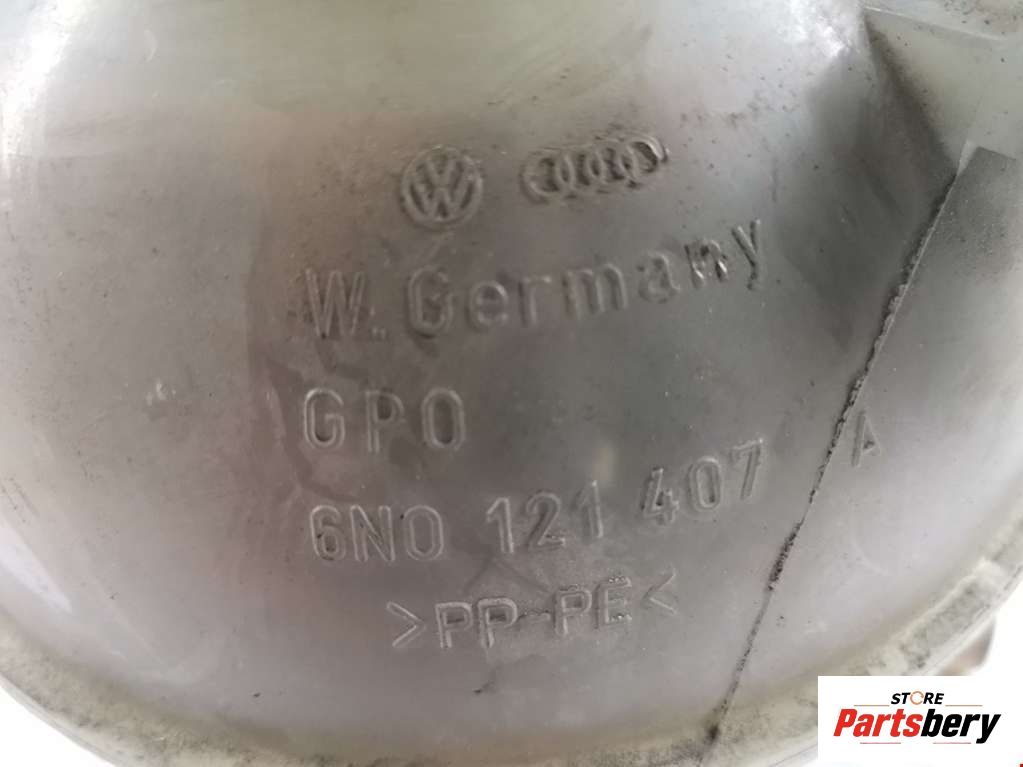 W. Germany
GPO
6N0 121 407 A
>PP-PE<
STORE
Partsbery